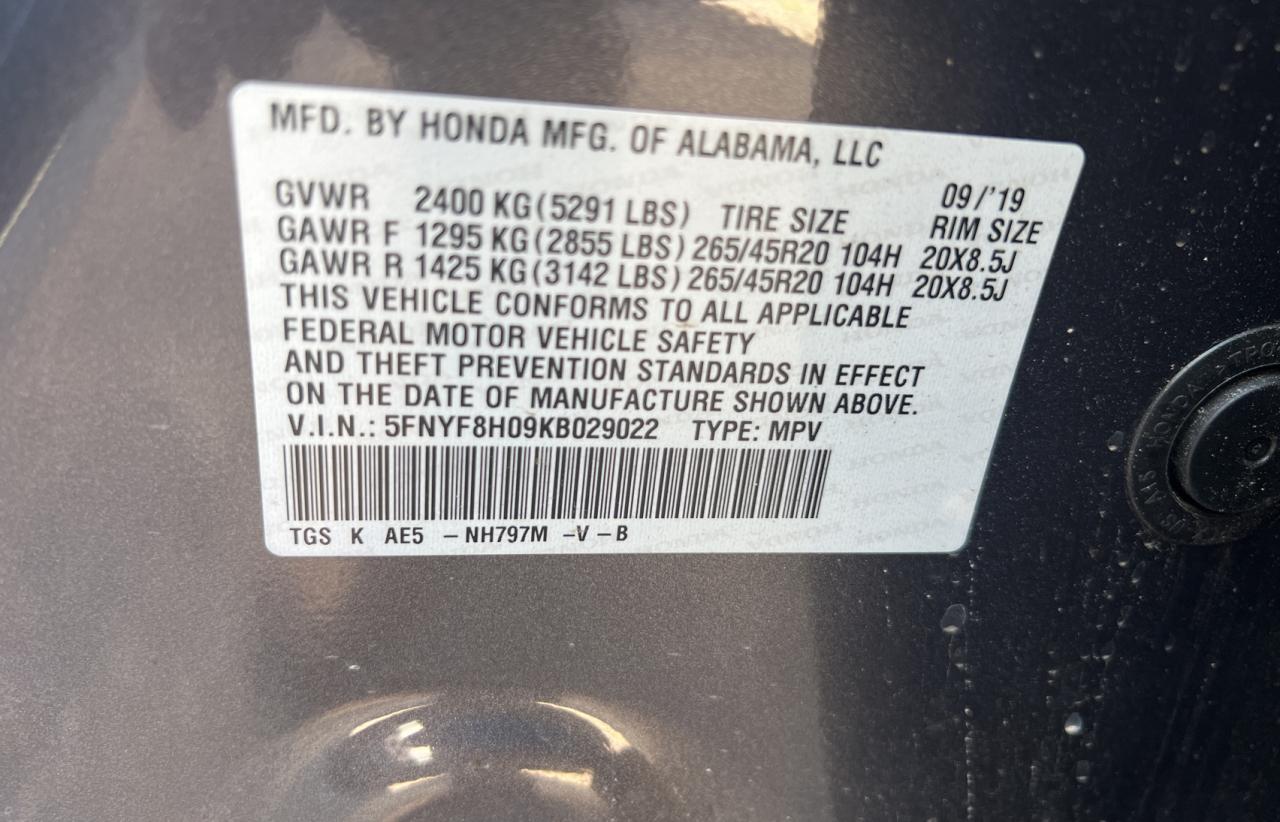 MFD. BY HONDA MFG. OF ALABAMA, LLC
09/'19
GVWR 2400 KG(5291 LBS) TIRE SIZE RIM SIZE
GAWR F 1295 KG(2855 LBS) 265/45R20 104H 20X8.5J
GAWR R 1425 KG(3142 LBS) 265/45R20 104H 20X8.5J
THIS VEHICLE CONFORMS TO ALL APPLICABLE
FEDERAL MOTOR VEHICLE SAFETY
AND THEFT PREVENTION STANDARDS IN EFFECT
ON THE DATE OF MANUFACTURE SHOWN ABOVE.
V.I.N.: 5FNYF8H09KB029022 TYPE: MPV
TGS K AE5 -NH797M -V-B
HONDA